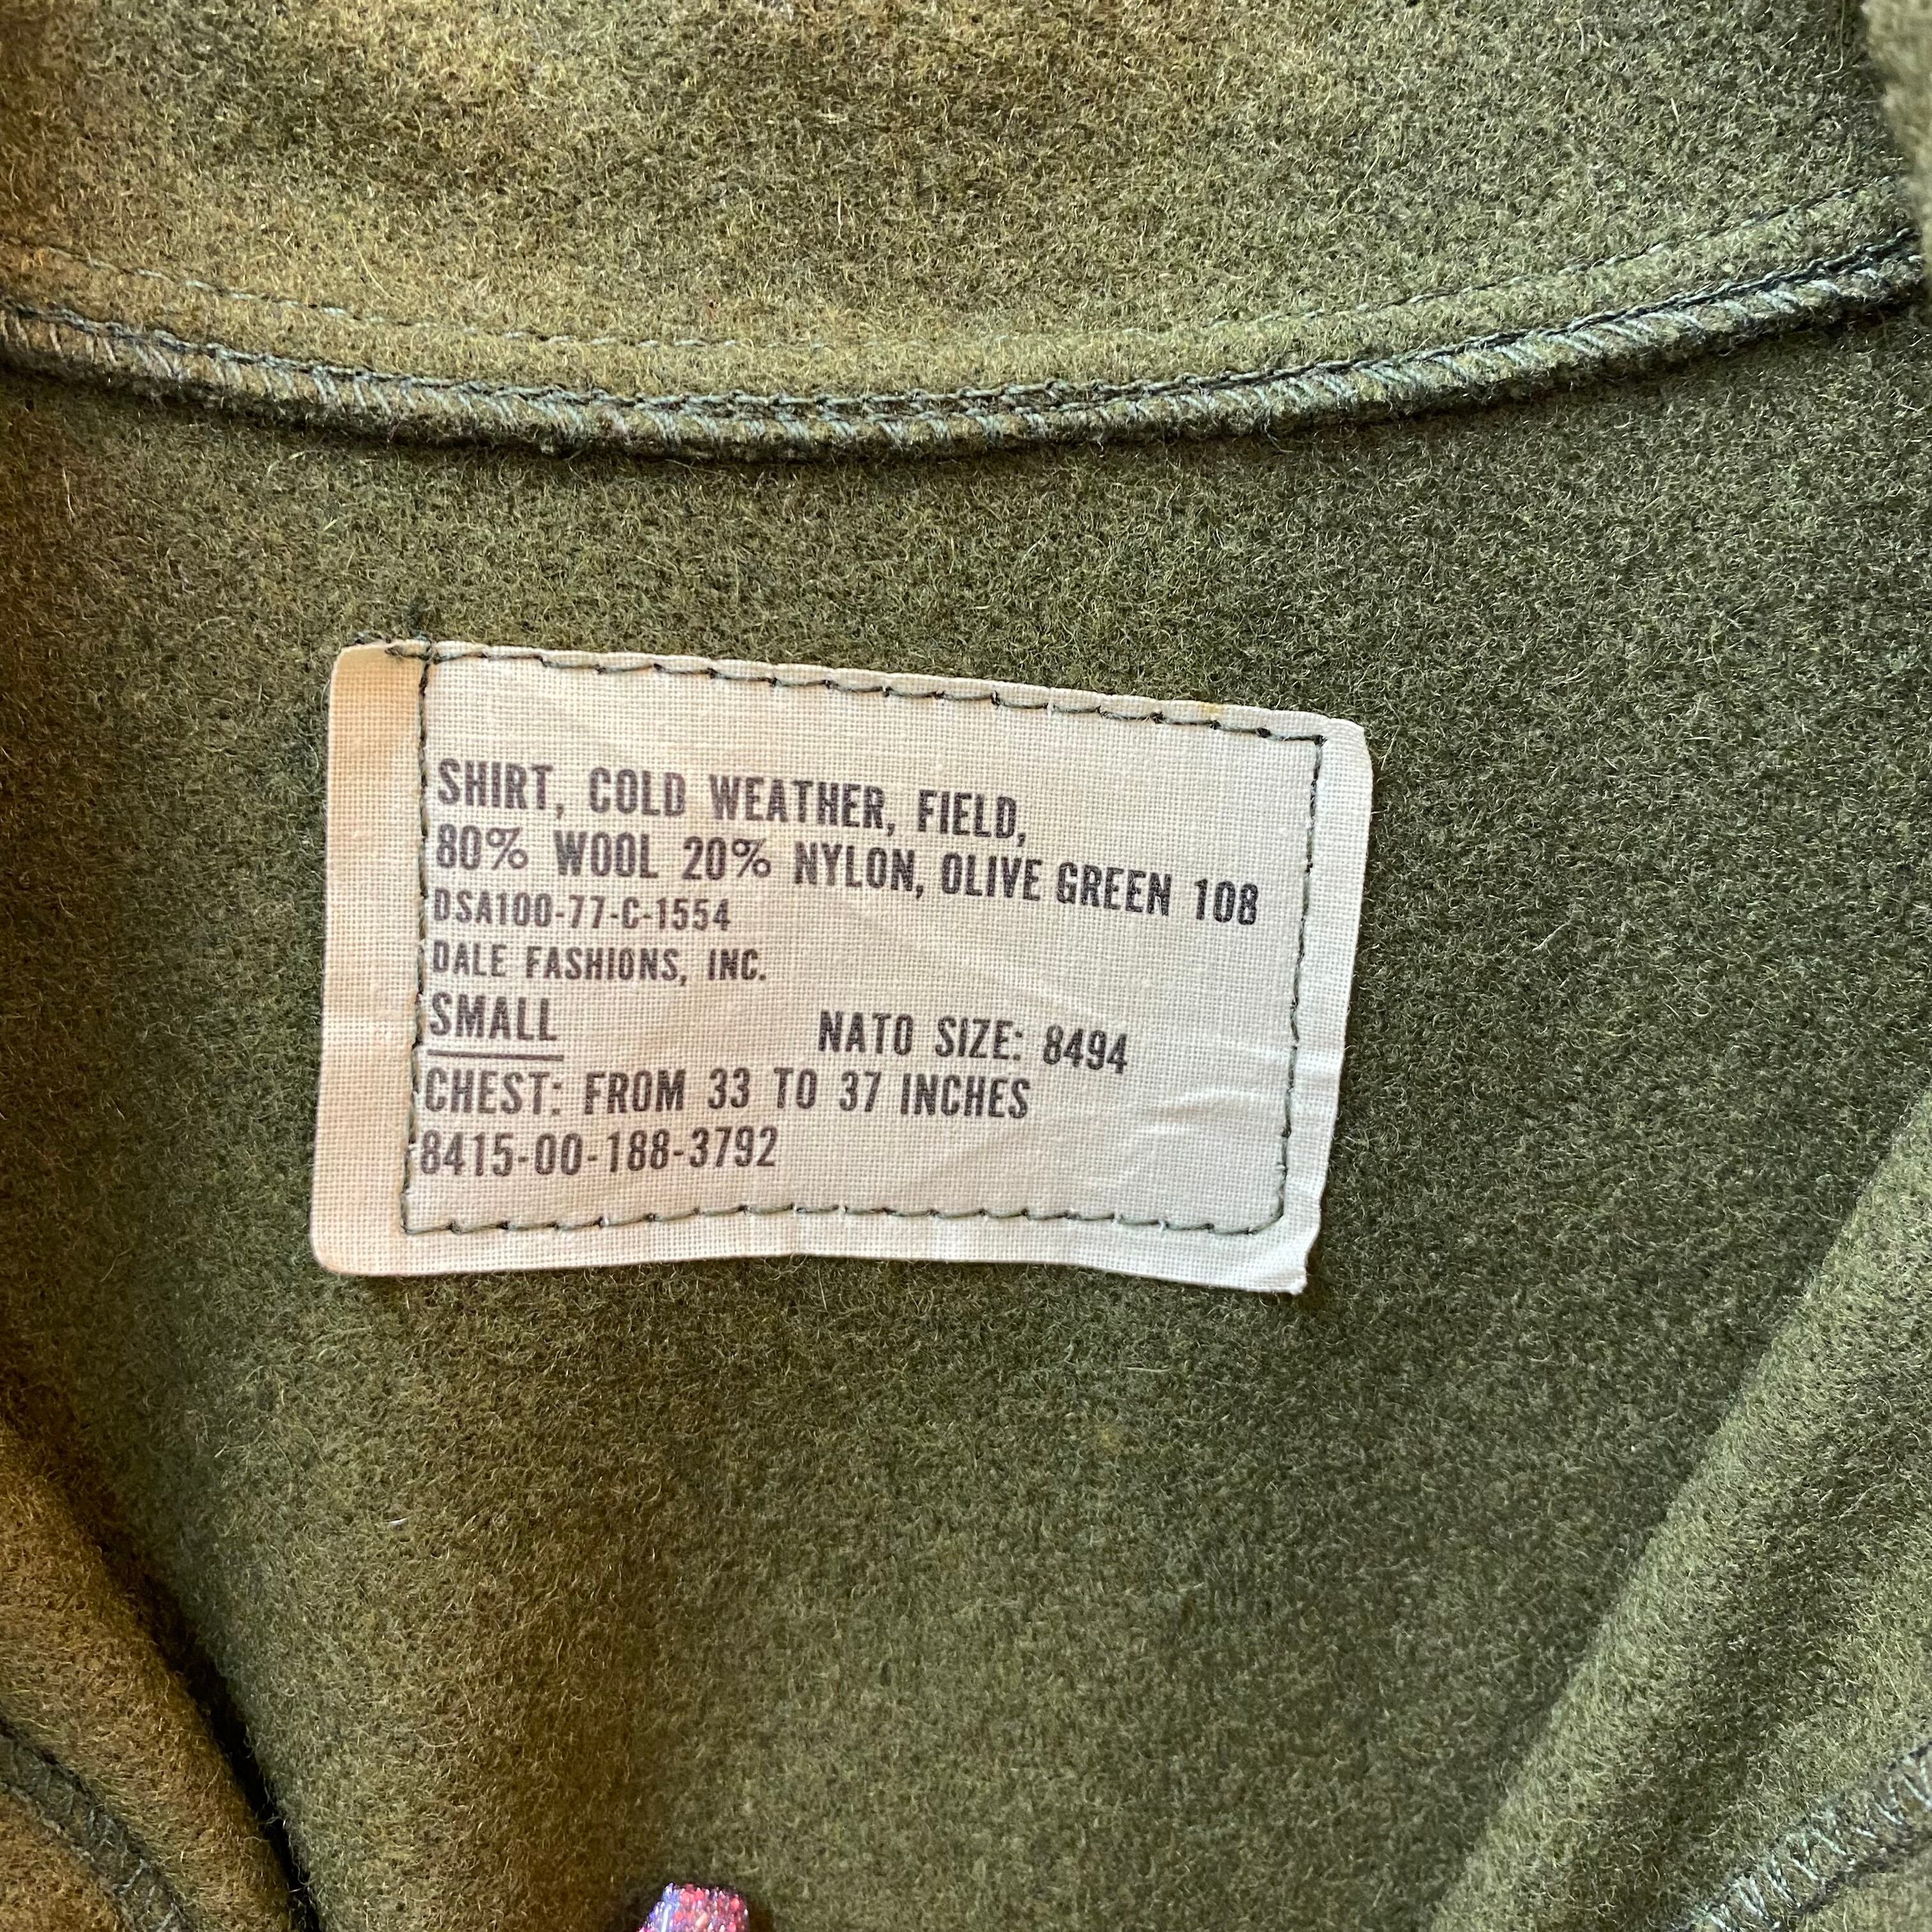 SHIRT, COLD WEATHER, FIELD,
80% WOOL 20% NYLON, OLIVE GREEN 108
DSA100-77-C-1554
DALE FASHIONS, INC.
SMALL NATO SIZE: 8494
CHEST: FROM 33 TO 37 INCHES
8415-00-188-3792